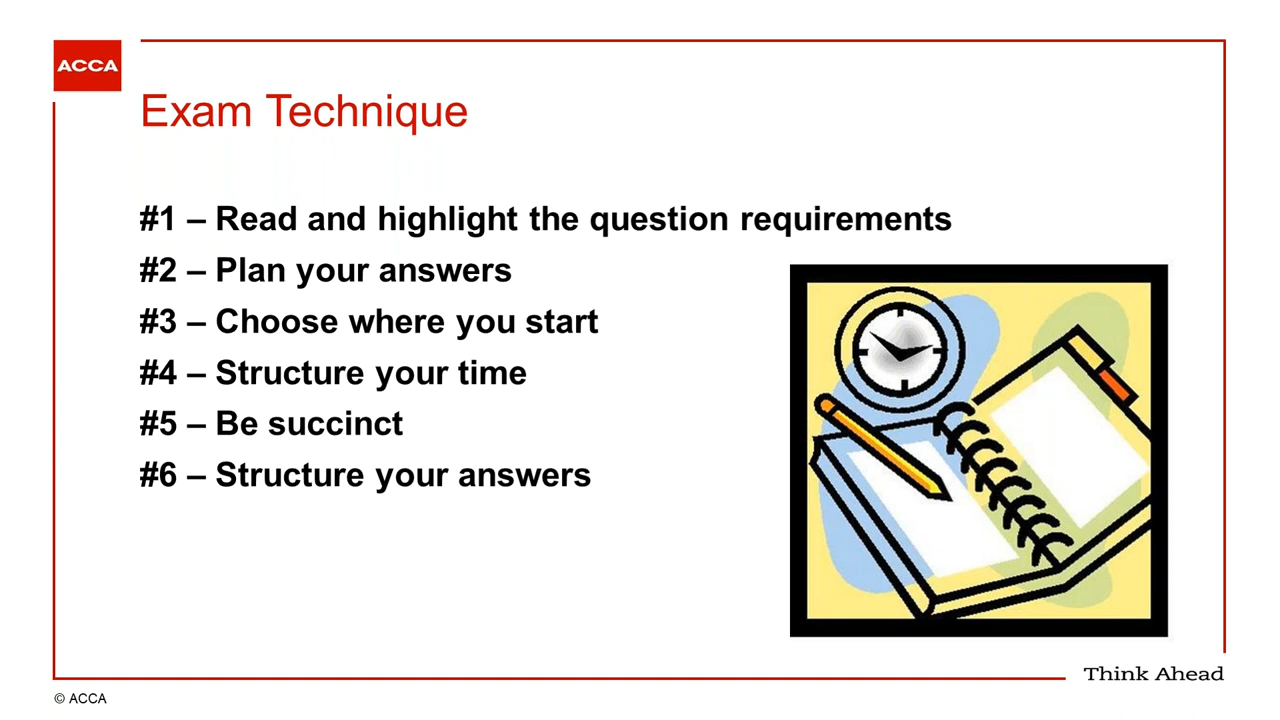 ACCA
Exam Technique
#1 – Read and highlight the question requirements
#2 – Plan your answers
#3 – Choose where you start
#4 – Structure your time
#5 – Be succinct
#6 – Structure your answers
Think Ahead
© ACCA